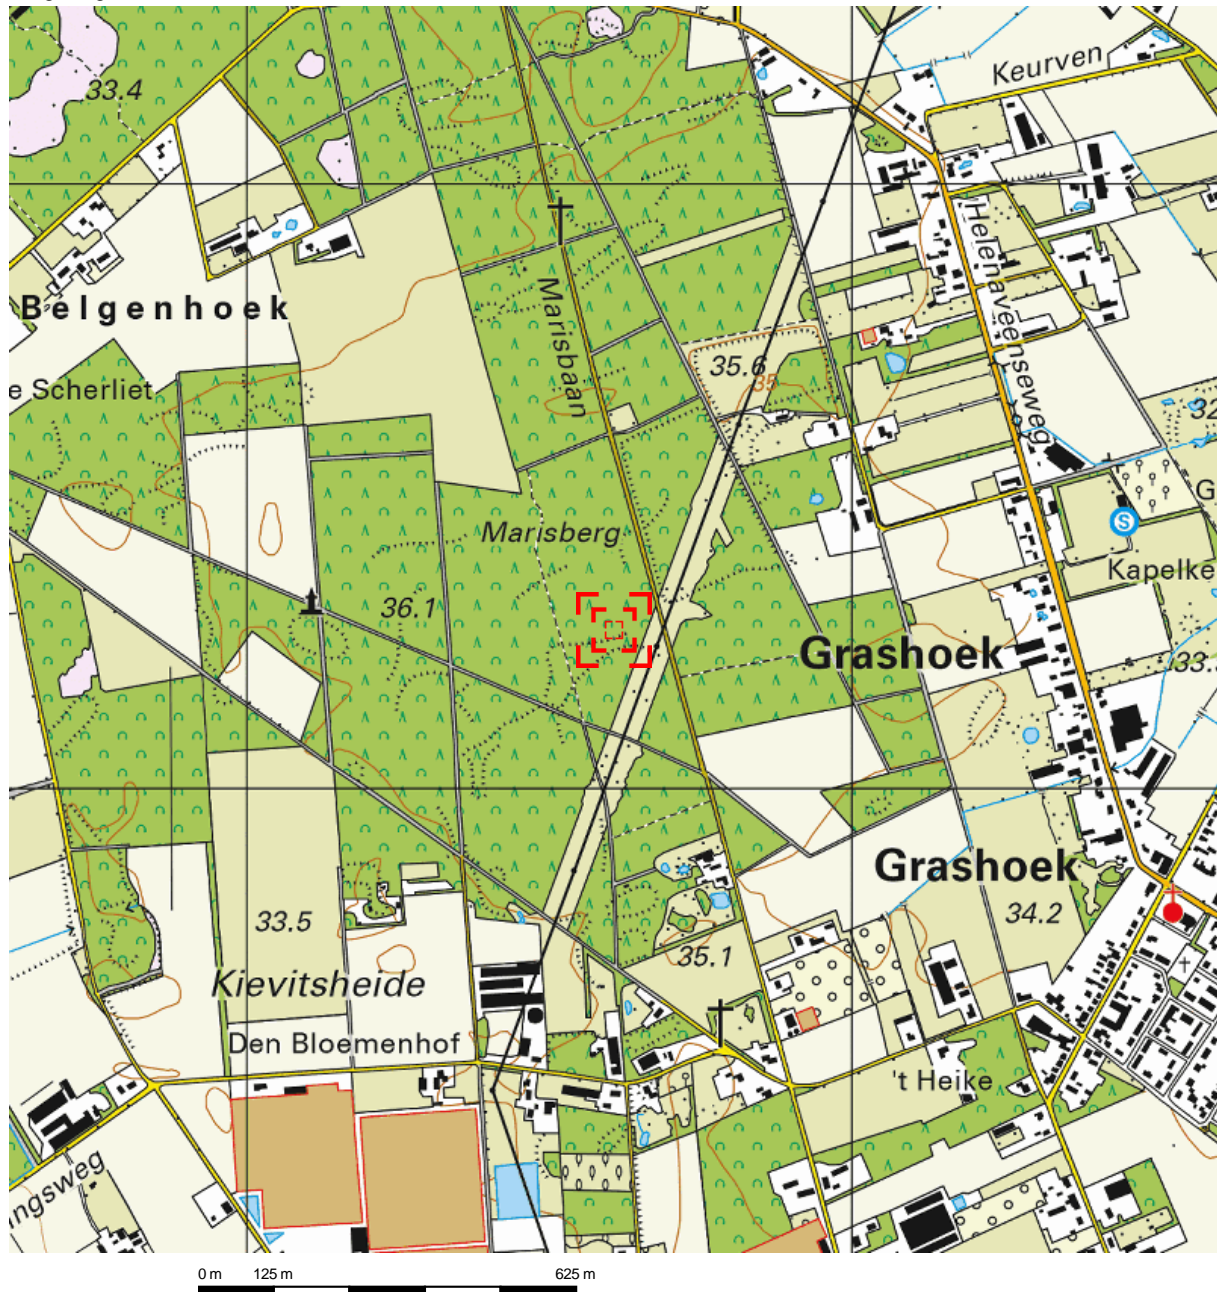 33.4
Keurven
Helenaveenseweg
Belgenhoek
Marisbaan
35.6
35
e Scherliet
32
G
Marisberg
S
Kapelke
36.1
Grashoek
33.
Grashoek
33.5
34.2
35.1
Kievitsheide
Den Bloemenhof
't Heike
ngsweg
0 m 125 m 625 m